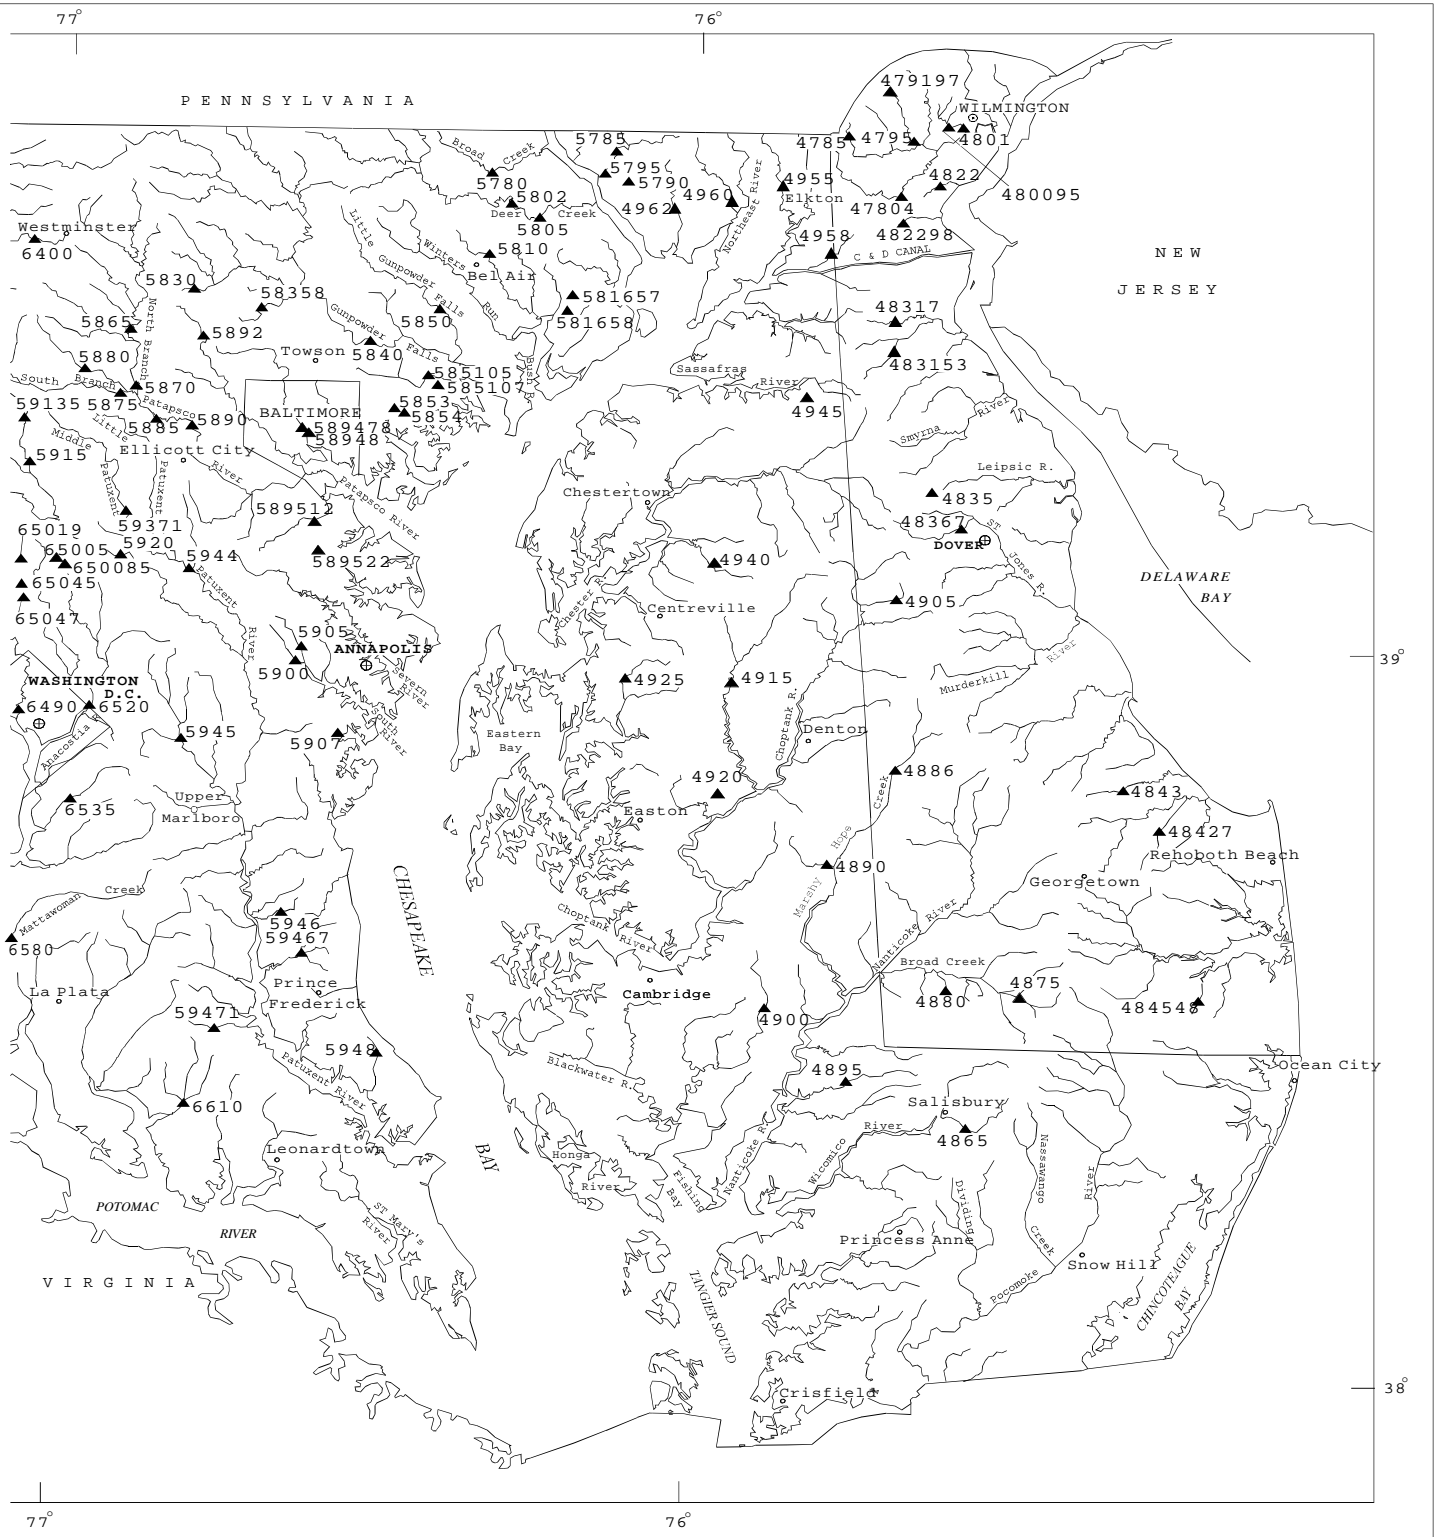 77°
76°
PENNSYLVANIA
479197
WILMINGTON
4785
4795
4801
Broad
Creek
5785
5795
5790
5780
5802
Deer
Creek
5805
4955
Elkton
4960
4962
Northeast River
4822
47804
480095
482298
Westminster
6400
Little
Gunpowder
Falls
Winters
Run
5810
Bel Air
4958
C & D CANAL
NEW
JERSEY
5830
58358
581657
581658
5850
48317
North Branch
5865
5892
Gunpowder
Falls
5840
Towson
483153
5880
South Branch
5870
5875
Patapsco
585105
585107
Bush R.
Sassafras
River
4945
59135
Little
5885
5890
BALTIMORE
589478
58948
5853
5854
Smyrna
River
Middle
Patuxent
Patuxent
5915
Ellicott City
River
Patapsco River
Leipsic R.
Chestertown
4835
59371
589512
48367
ST
Jones R.
DOVER
65019
65005
5920
5944
650085
589522
4940
65045
65047
Patuxent
River
Chester R.
Centreville
4905
DELAWARE
BAY
5905
ANNAPOLIS
5900
Severn
River
39°
WASHINGTON
D.C.
6490
6520
Anacostia R.
South
River
4925
4915
Murderkill
River
5945
5907
Eastern
Bay
Choptank R.
Denton
6535
Upper
Marlboro
4920
Easton
4886
4843
48427
Marshy
Hops
Creek
4890
Rehoboth Beach
Georgetown
Mattawoman
Creek
6580
CHESAPEAKE
BAY
5946
59467
Choptank
River
Nanticoke
River
Broad Creek
La Plata
Prince
Frederick
Cambridge
4880
4875
484548
59471
4900
5948
Patuxent River
Blackwater R.
4895
Ocean City
6610
Salisbury
4865
River
Wicomico
Leonardtown
Honga
River
Fishing
Bay
Nanticoke R.
Nassawango
Creek
River
Dividing
POTOMAC
RIVER
ST Mary's
River
Princess Anne
Snow Hill
VIRGINIA
TANGIER SOUND
Pocomoke
CHINCOTEAGUE
BAY
Crisfield
38°
77°
76°